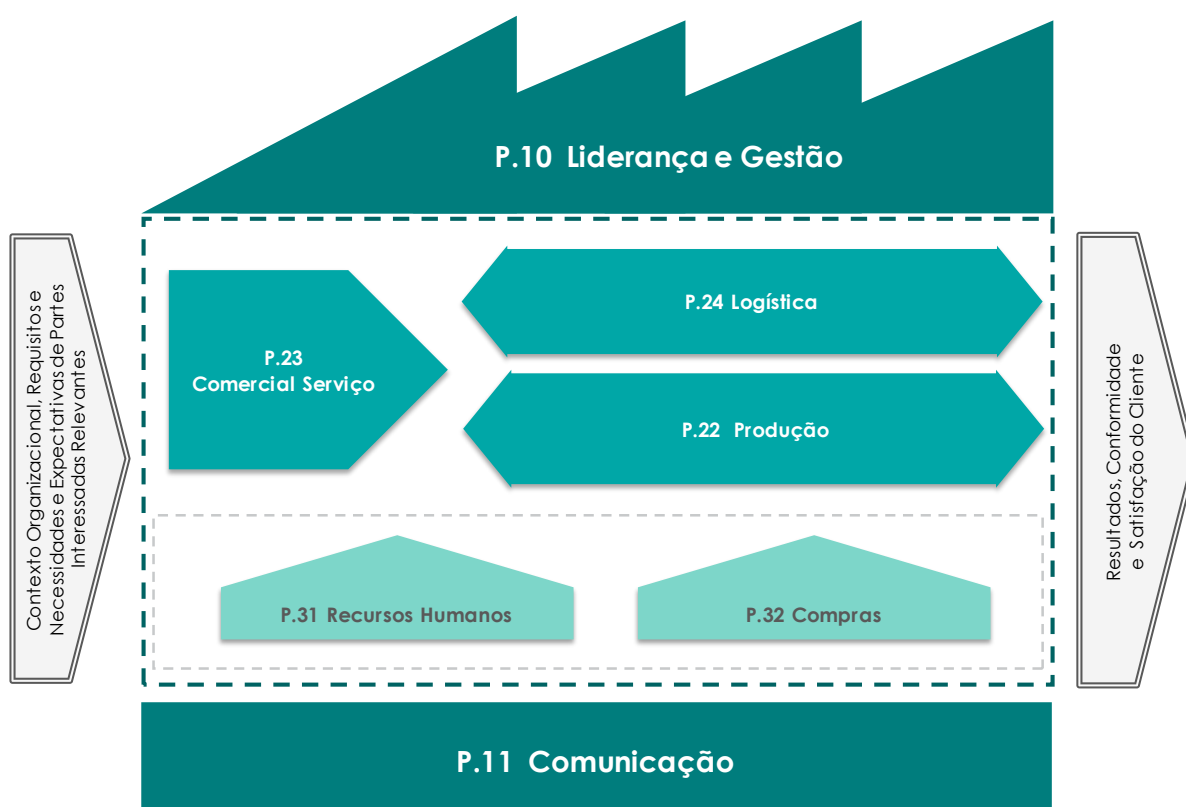 P.10 Liderança e Gestão
Contexto Organizacional, Requisitos e
Necessidades e Expectativas de Partes
Interessadas Relevantes
P.23
Comercial Serviço
P.24 Logística
P.22 Produção
Resultados, Conformidade
e Satisfação do Cliente
P.31 Recursos Humanos
P.32 Compras
P.11 Comunicação